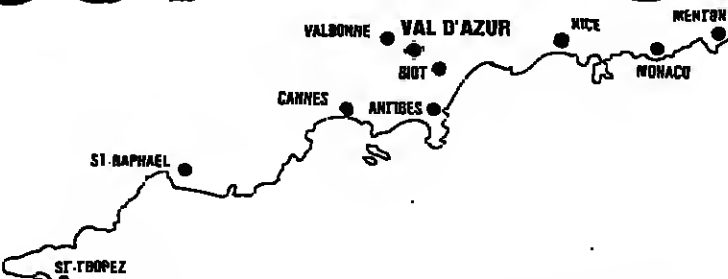 VALBONNE
VAL D'AZUR
NICE
MENTON
BIOT
MONACO
CANNES
ANTIBES
ST-RAPHAEL
ST-TROPEZ